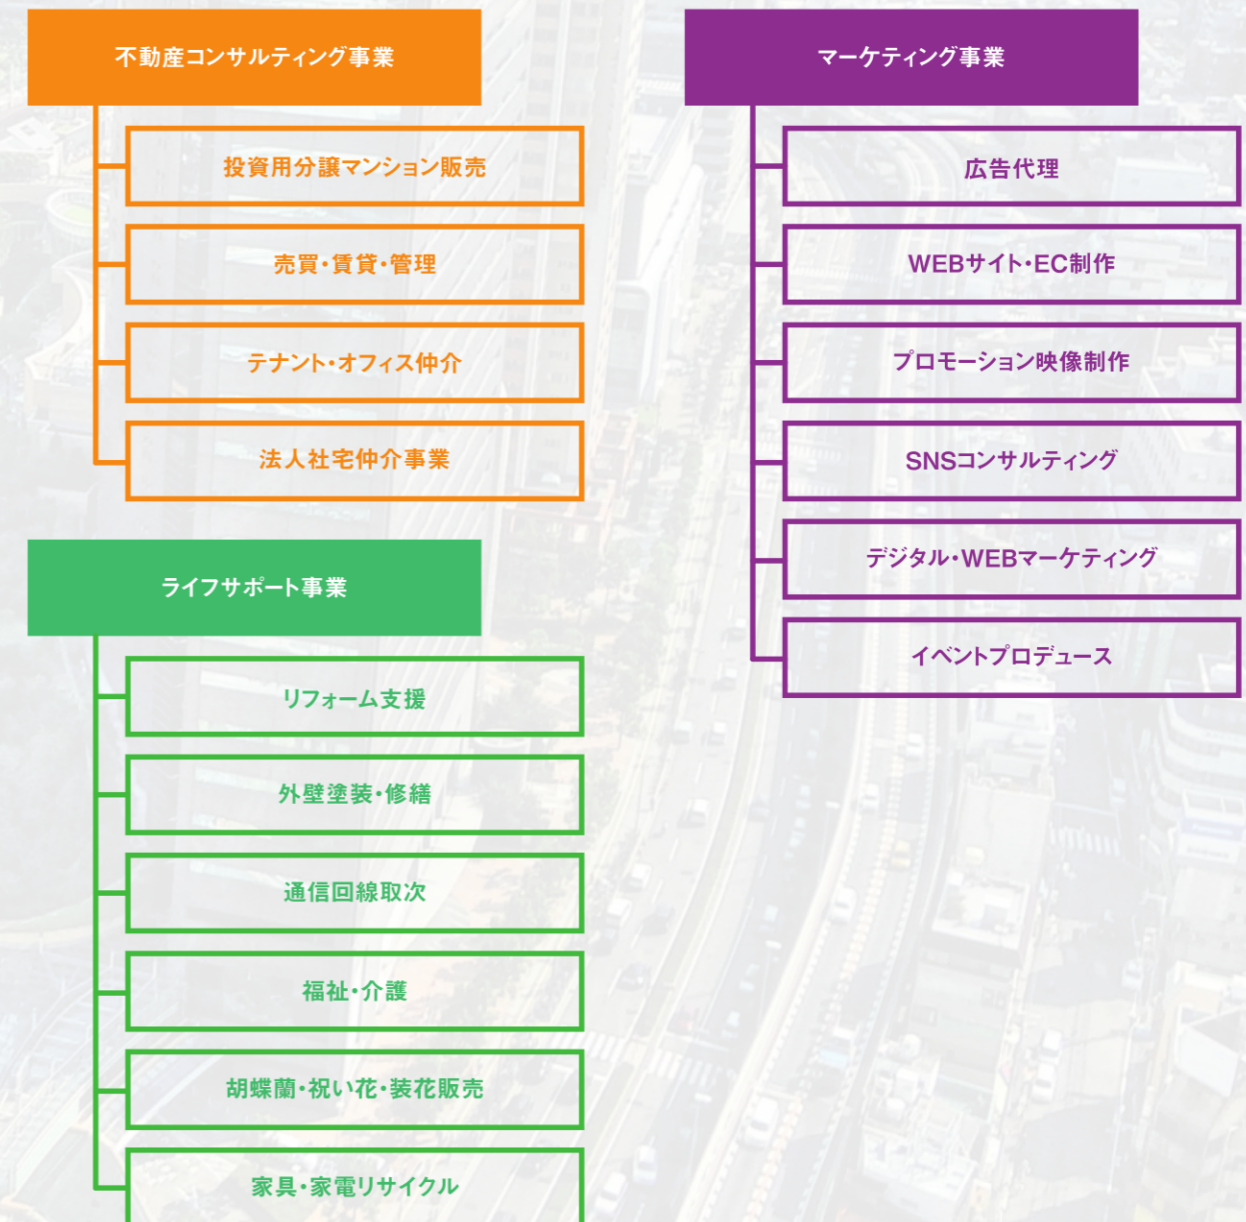 不動産コンサルティング事業
投資用分譲マンション販売
売買・賃貸・管理
テナント・オフィス仲介
法人社宅仲介事業
ライフサポート事業
リフォーム支援
外壁塗装・修繕
通信回線取次
福祉・介護
胡蝶蘭・祝い花・装花販売
家具・家電リサイクル
マーケティング事業
広告代理
WEBサイト・EC制作
プロモーション映像制作
SNSコンサルティング
デジタル・WEBマーケティング
イベントプロデュース